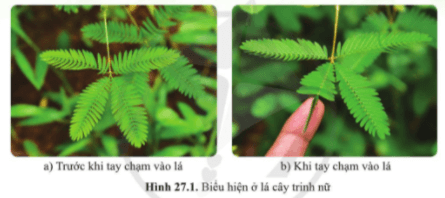 a) Trước khi tay chạm vào lá
b) Khi tay chạm vào lá
Hình 27.1. Biểu hiện ở lá cây trinh nữ